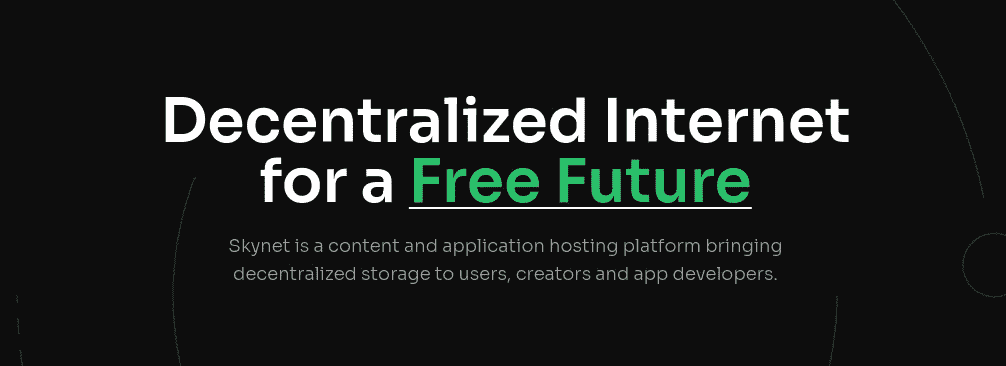 Decentralized Internet
for a Free Future
Skynet is a content and application hosting platform bringing
decentralized storage to users, creators and app developers.